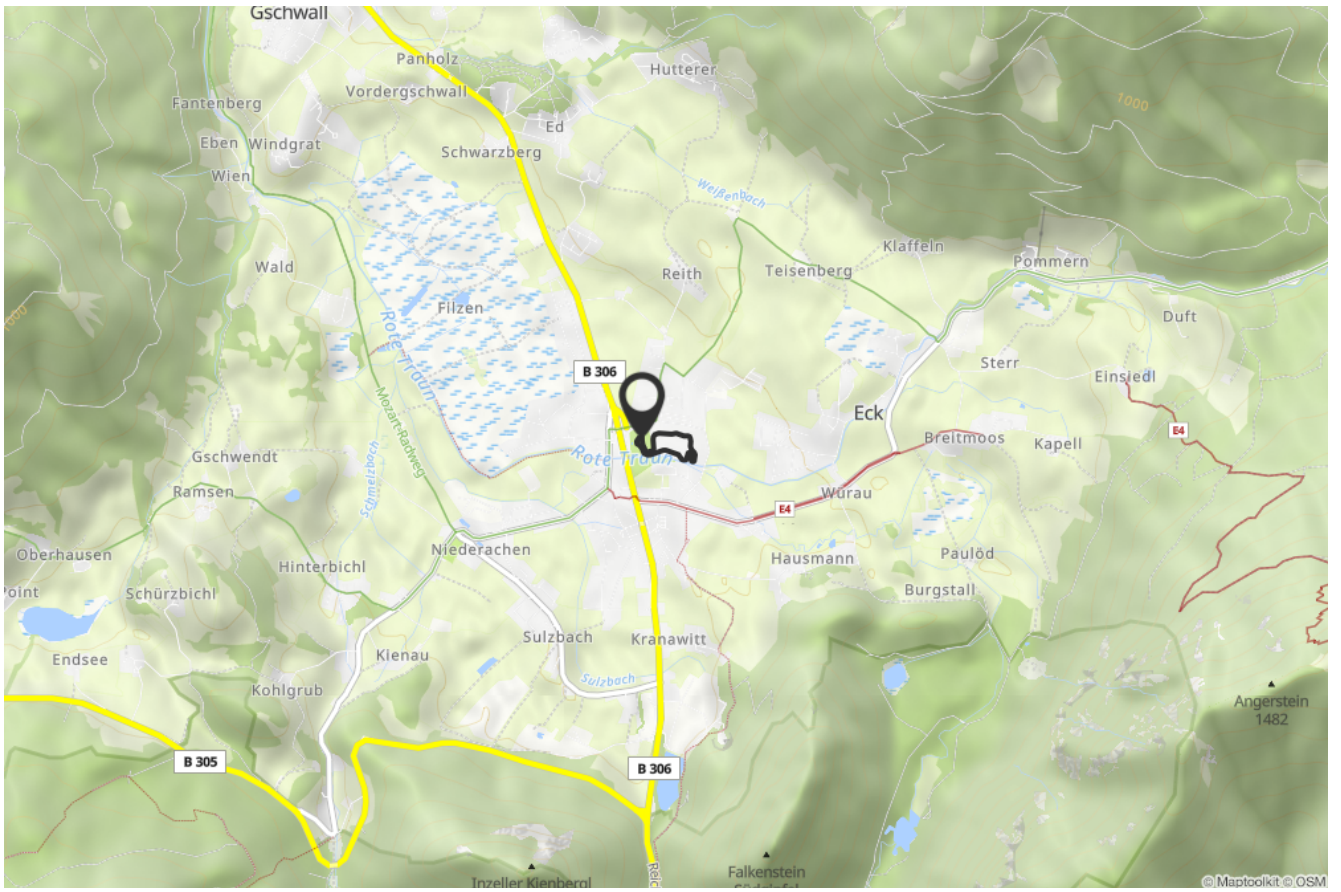 Gschwall
Panholz
Hutterer
Vordergschwall
1000
Fantenberg
Ed
Eben
Windgrat
Schwarzberg
Wien
Weißenbach
Klaffeln
Pommern
Wald
Reith
Teisenberg
Filzen
1000
Duft
Rote Traun
Sterr
B 306
Einsiedl
Mozart-Radweg
Eck
E4
Breitmoos
Kapell
Gschwendt
Rote Traun
Schmelzbach
Ramsen
Wurau
E4
Oberhausen
Niederachen
Hausmann
Paulöd
Hinterbichl
Point
Schürzbichl
Burgstall
Sulzbach
Kranawitt
Endsee
Kienau
Sulzbach
Kohlgrub
Angerstein
1482
B 305
B 306
Falkenstein
Inzeller Kienbergl
© Maptoolkit © OSM